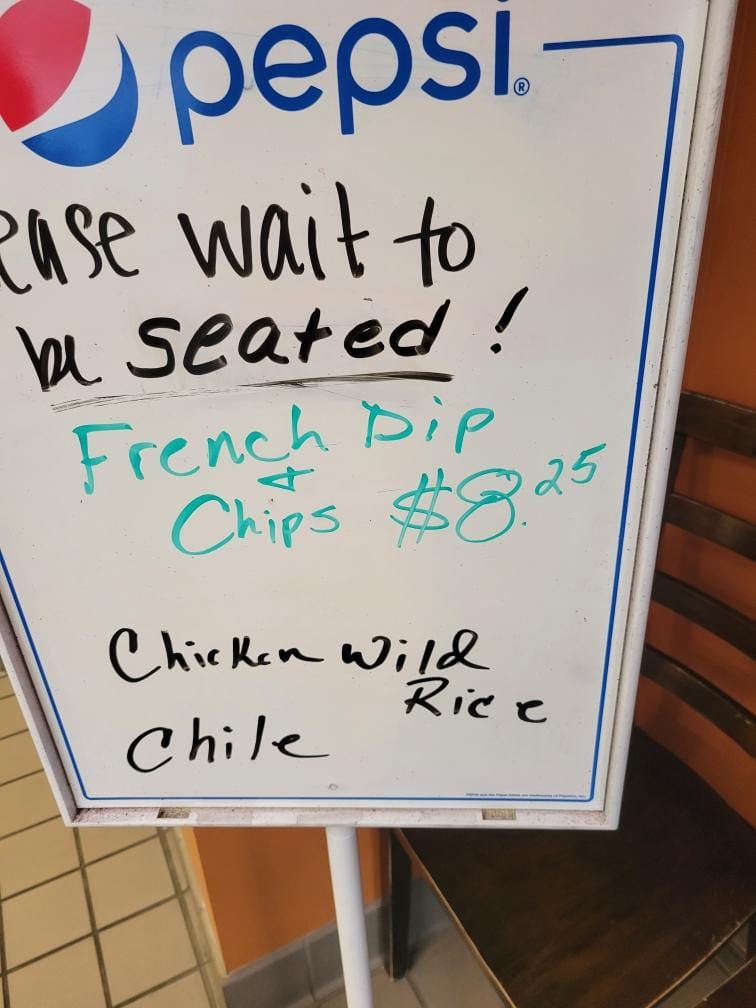 pepsi®
ease wait to
be seated!
French Dip
+
Chips $8.25
Chicken Wild
Rice
Chile